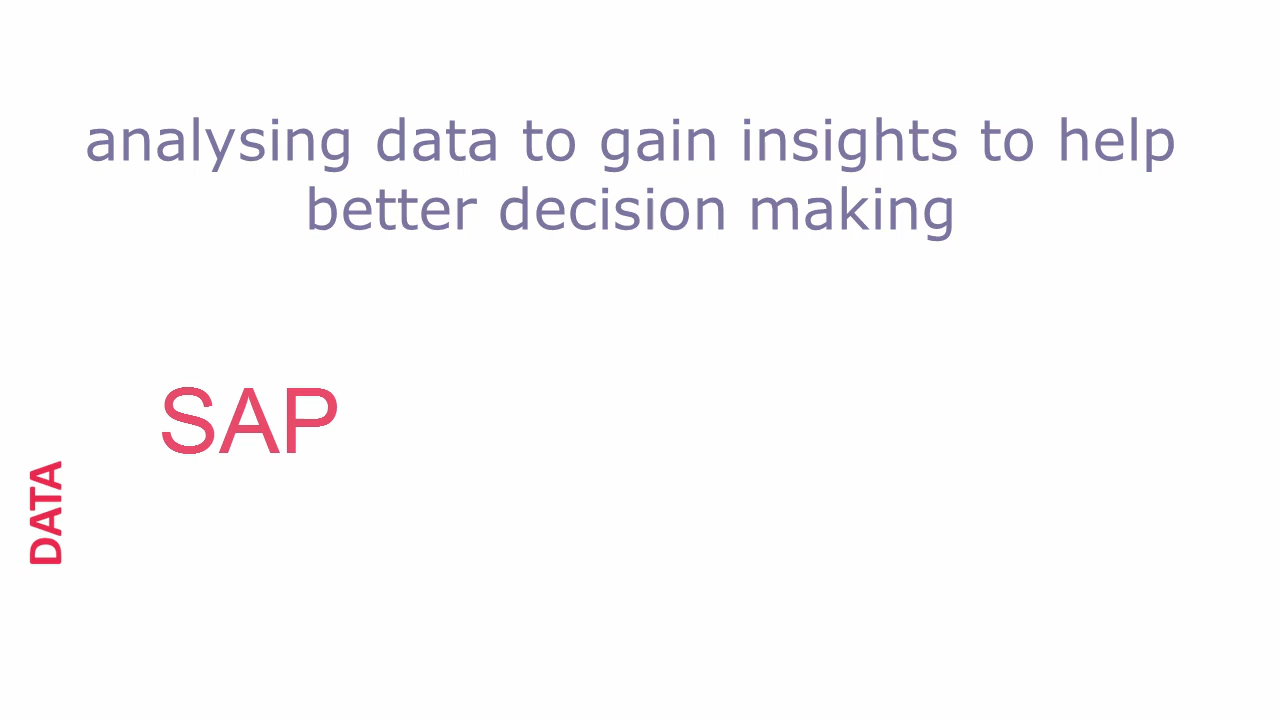 analysing data to gain insights to help
better decision making
SAP
DATA